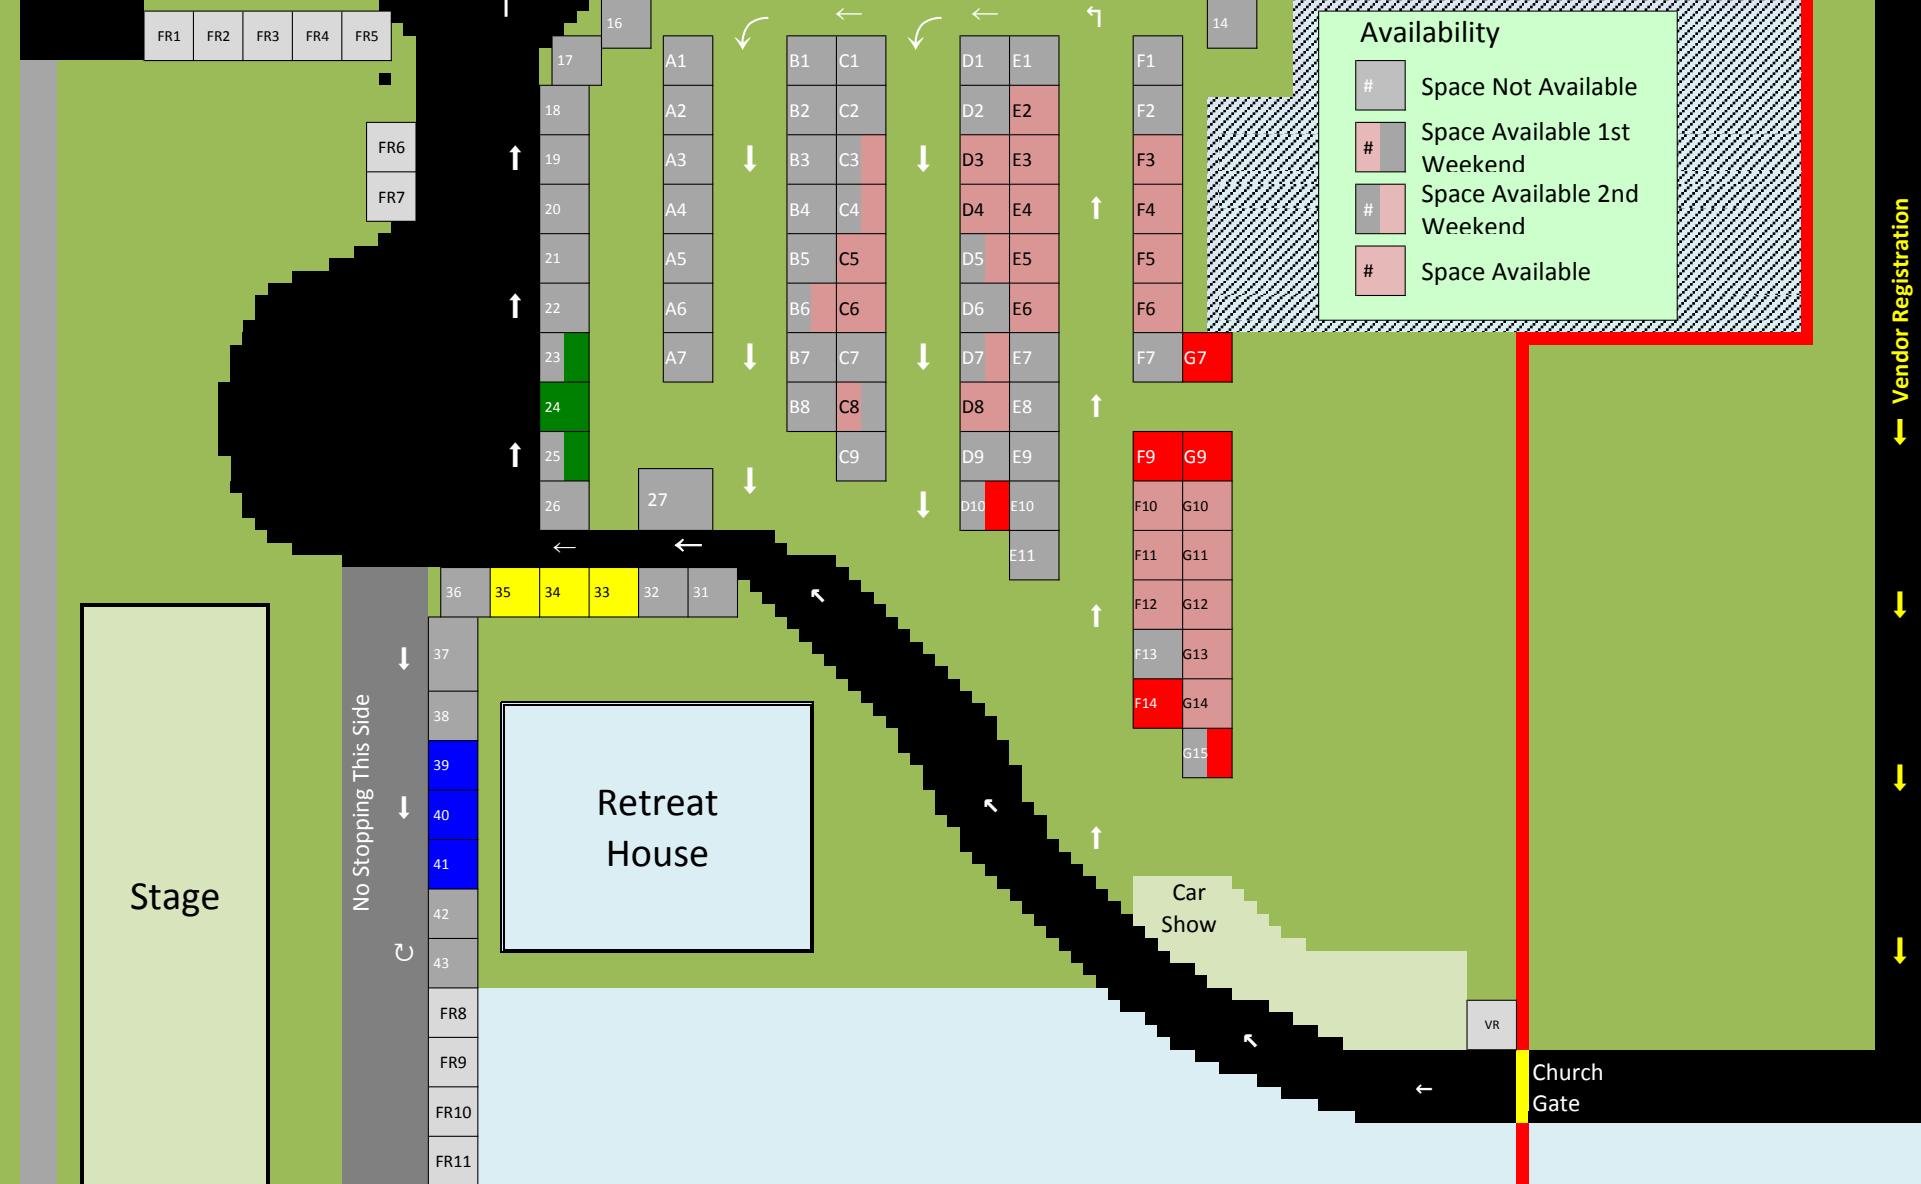 16
14
FR1 FR2 FR3 FR4 FR5
17
A1 B1 C1 D1 E1 F1
18 A2 B2 C2 D2 E2 F2
FR6
19 A3 B3 C3 D3 E3 F3
FR7
20 A4 B4 C4 D4 E4 F4
21 A5 B5 C5 D5 E5 F5
22 A6 B6 C6 D6 E6 F6
23 A7 B7 C7 D7 E7 F7 G7
24 B8 C8 D8 E8
25 C9 D9 E9 F9 G9
26 27 D10 E10 F10 G10
E11 F11 G11
36 35 34 33 32 31 F12 G12
37 F13 G13
38 F14 G14
39 G15
40
41
42
43
FR8
FR9
FR10
FR11
Availability
# Space Not Available
# Space Available 1st
Weekend
# Space Available 2nd
Weekend
# Space Available
Vendor Registration
No Stopping This Side
Stage
Retreat
House
Car
Show
VR
Church
Gate